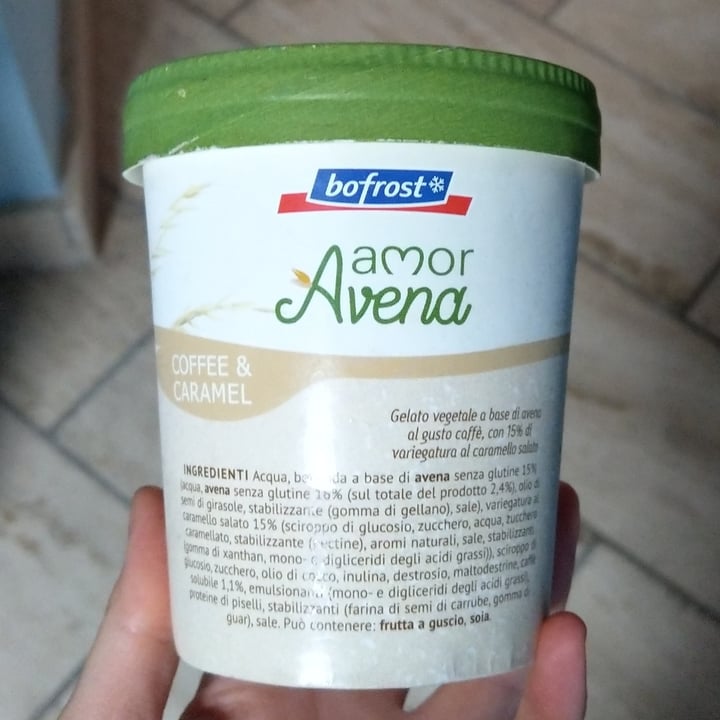 bofrost
amor
Avena
COFFEE &
CARAMEL
Gelato vegetale a base di avena
al gusto caffè, con 15% di
variegatura al caramello salato
INGREDIENTI Acqua, bevanda a base di avena senza glutine 15%
(acqua, avena senza glutine 16% (sul totale del prodotto 2,4%), olio di
semi di girasole, stabilizzante (gomma di gellano), sale), variegatura al
caramello salato 15% (sciroppo di glucosio, zucchero, acqua, zucchero
caramellato, stabilizzante (pectine), aromi naturali, sale, stabilizzanti
(gomma di xanthan, mono- e digliceridi degli acidi grassi)), sciroppo di
glucosio, zucchero, olio di cocco, inulina, destrosio, maltodestrine, caffè
solubile 1,1%, emulsionanti (mono- e digliceridi degli acidi grassi),
proteine di piselli, stabilizzanti (farina di semi di carrube, gomma di
guar), sale. Può contenere: frutta a guscio, soia.